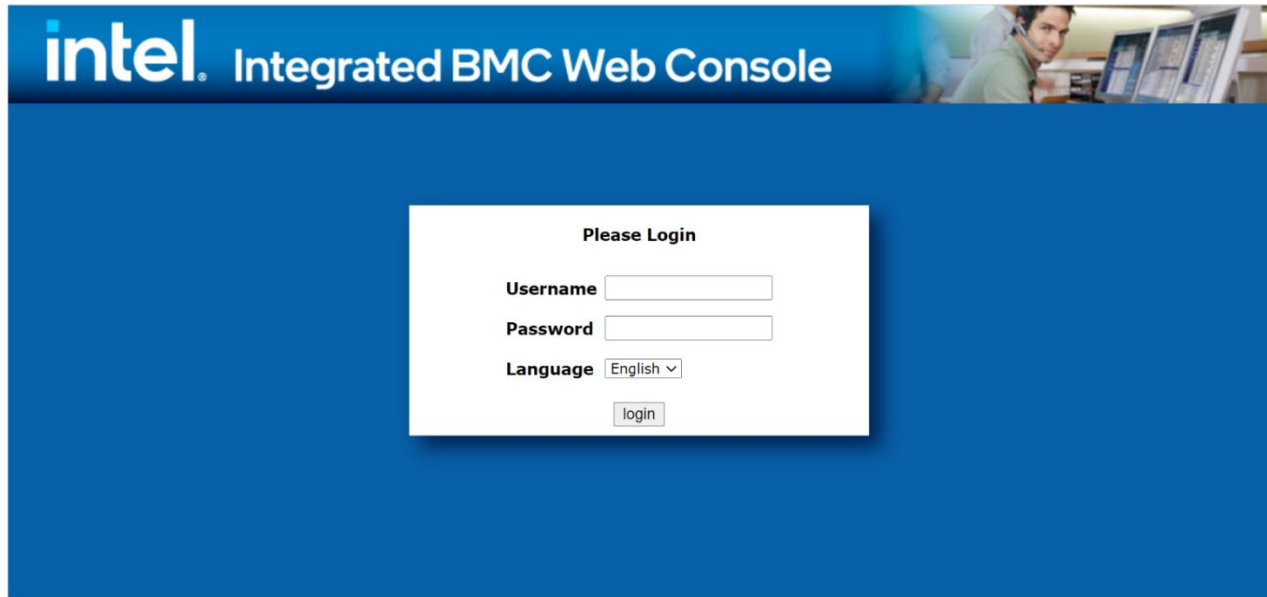 intel. Integrated BMC Web Console
Please Login
Username
Password
Language English
login